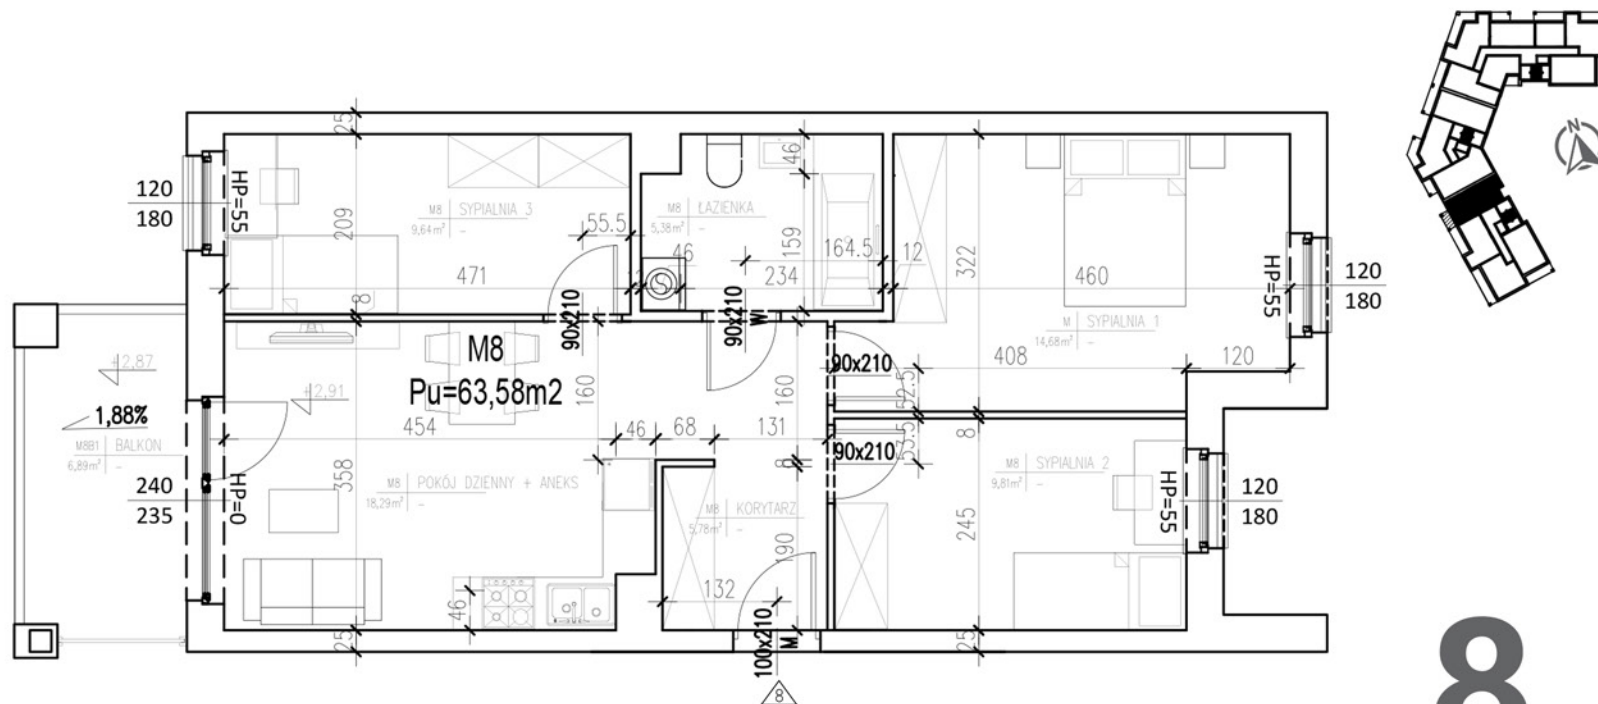 N
25
120
180
HP=55
209
M8 SYPIALNIA 3
9,64m² –
55.5
471
8
90x210
M8 ŁAZIENKA
5,38m² –
46
159
164.5
46
234
12
12
90x210
W
322
460
M SYPIALNIA 1
14,68m² –
HP=55
120
180
408
120
90x210
52.5
+2,87
1,88%
M8B1 BALKON
6,89m² –
240
235
HP=0
+2,91
M8
Pu=63,58m2
160
160
454
46
68
131
358
M8 POKÓJ DZIENNY + ANEKS
18,29m² –
8
M8 KORYTARZ
5,78m² –
190
132
46
90x210
53.5
8
M8 SYPIALNIA 2
9,81m² –
245
HP=55
120
180
25
100x210
M
25
8
8